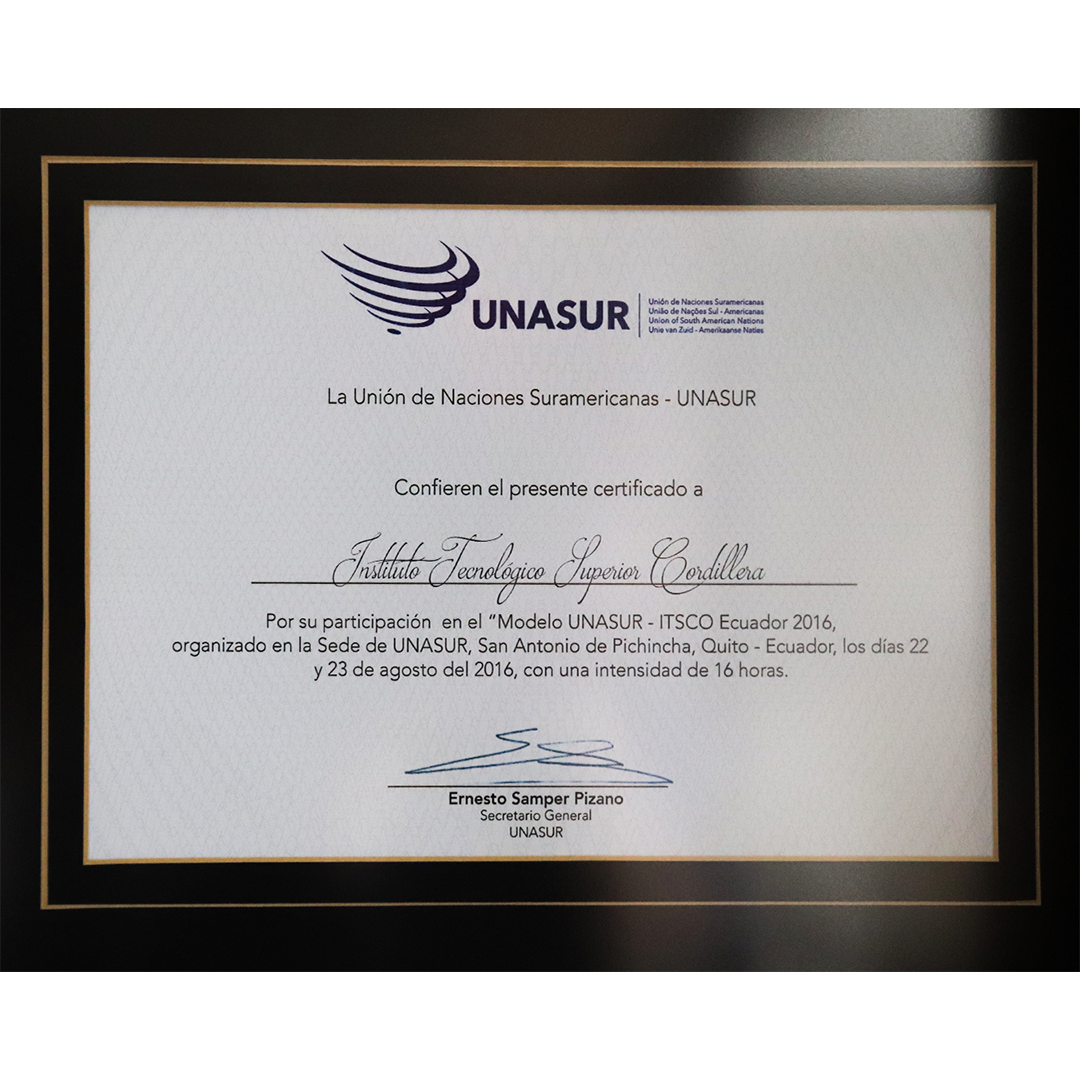 UNASUR
Unión de Naciones Suramericanas
União de Nações Sul - Americanas
Union of South American Nations
Unie van Zuid - Amerikaanse Naties
La Unión de Naciones Suramericanas - UNASUR
Confieren el presente certificado a
Instituto Tecnológico Superior Cordillera
Por su participación en el "Modelo UNASUR - ITSCO Ecuador 2016,
organizado en la Sede de UNASUR, San Antonio de Pichincha, Quito - Ecuador, los días 22
y 23 de agosto del 2016, con una intensidad de 16 horas.
Ernesto Samper Pizano
Secretario General
UNASUR